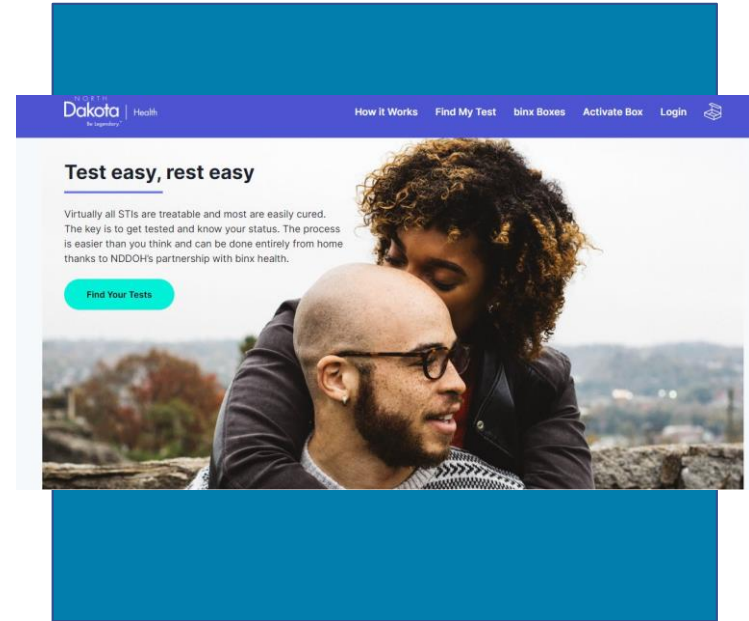 NORTH
Dakota | Health
Be Legendary™
How it Works Find My Test binx Boxes Activate Box Login
Test easy, rest easy
Virtually all STIs are treatable and most are easily cured.
The key is to get tested and know your status. The process
is easier than you think and can be done entirely from home
thanks to NDDOH's partnership with binx health.
Find Your Tests